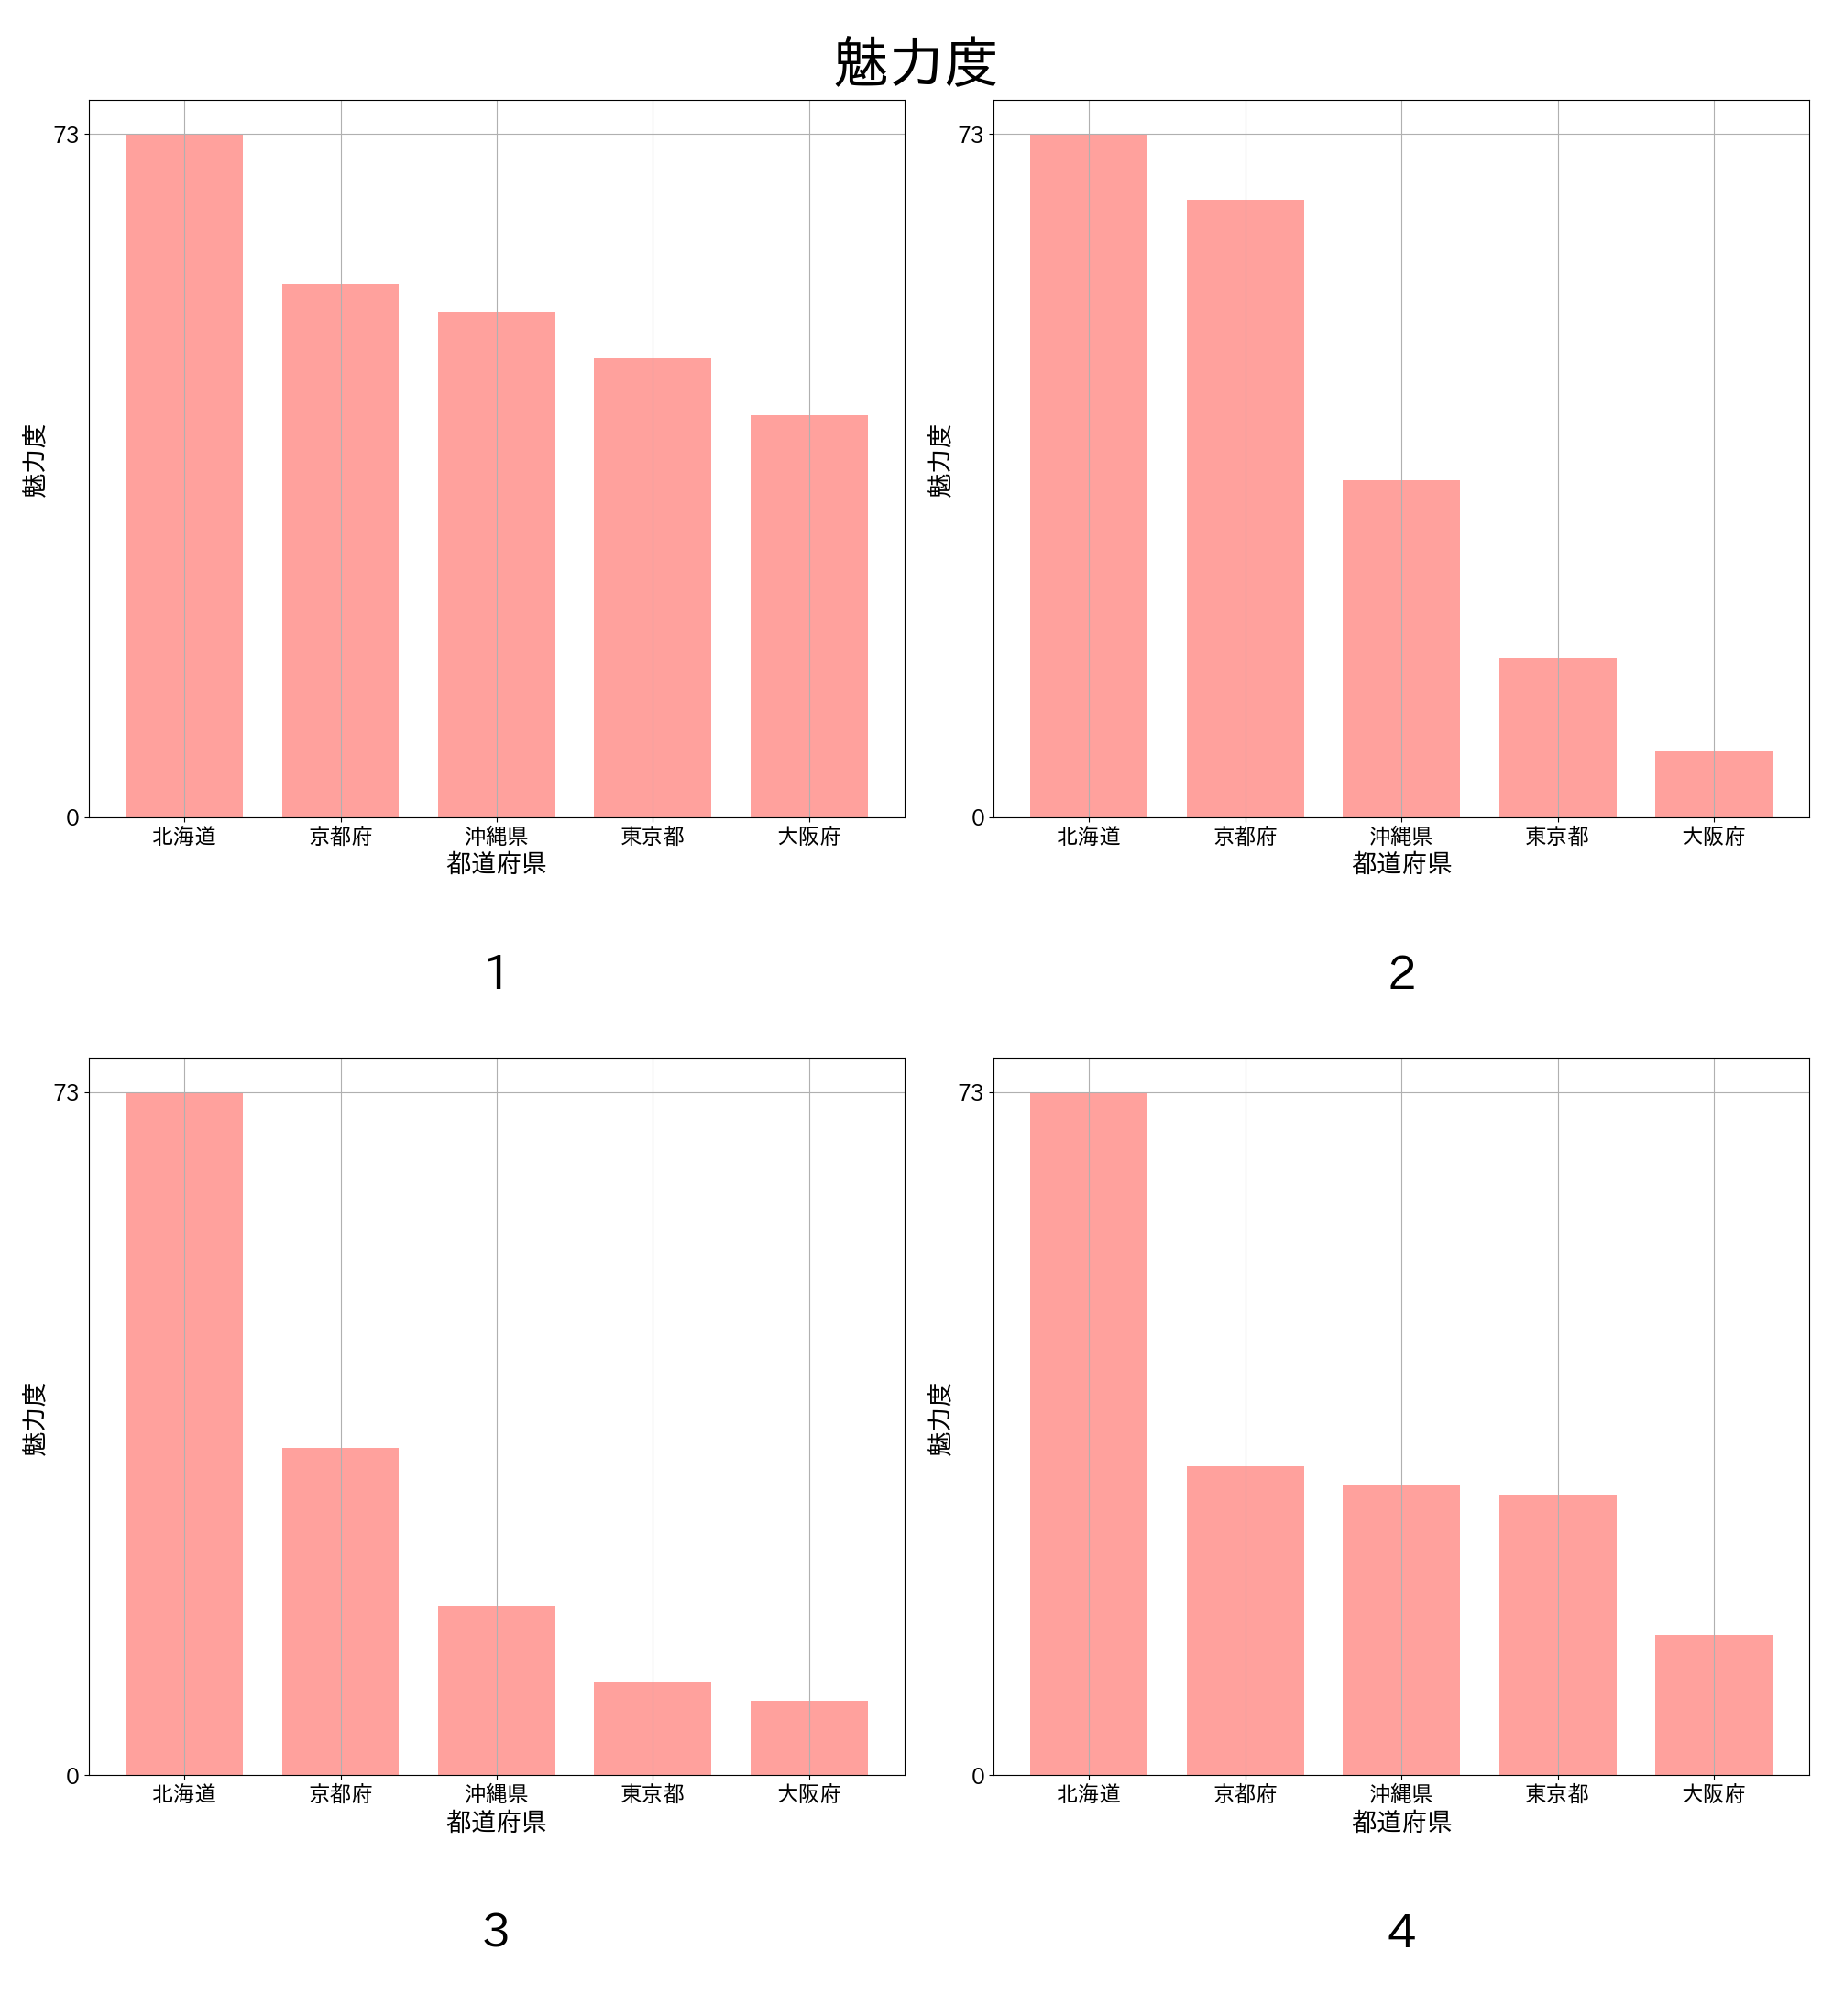 魅力度
73
0
魅力度
北海道 京都府 沖縄県 東京都 大阪府
都道府県
1
73
0
魅力度
北海道 京都府 沖縄県 東京都 大阪府
都道府県
2
73
0
魅力度
北海道 京都府 沖縄県 東京都 大阪府
都道府県
3
73
0
魅力度
北海道 京都府 沖縄県 東京都 大阪府
都道府県
4